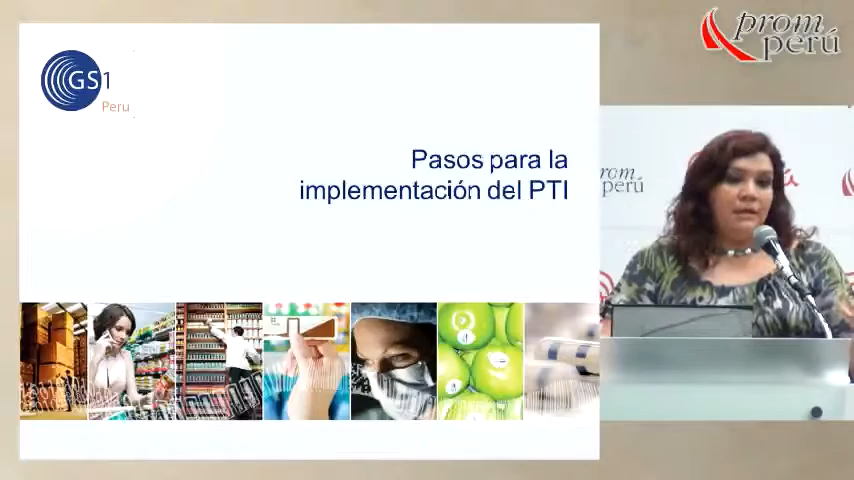 GS1
Peru
Pasos para la
implementación del PTI
prom
perú
prom
perú